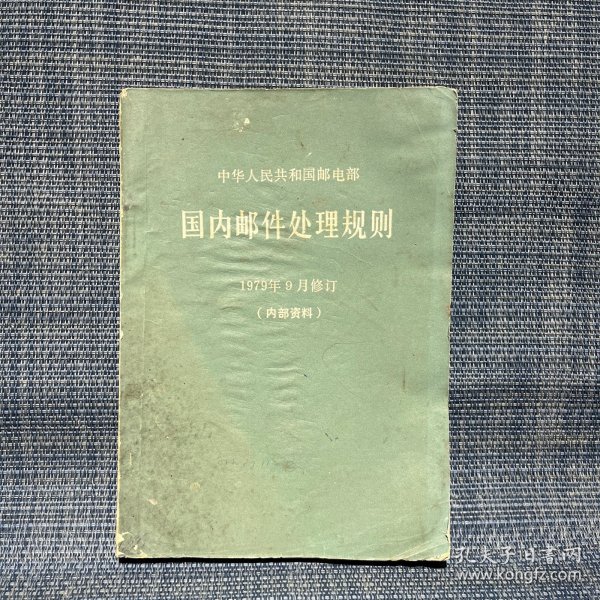 中华人民共和国邮电部
国内邮件处理规则
1979年9月修订
（内部资料）
孔夫子旧书网
www.kongfz.com